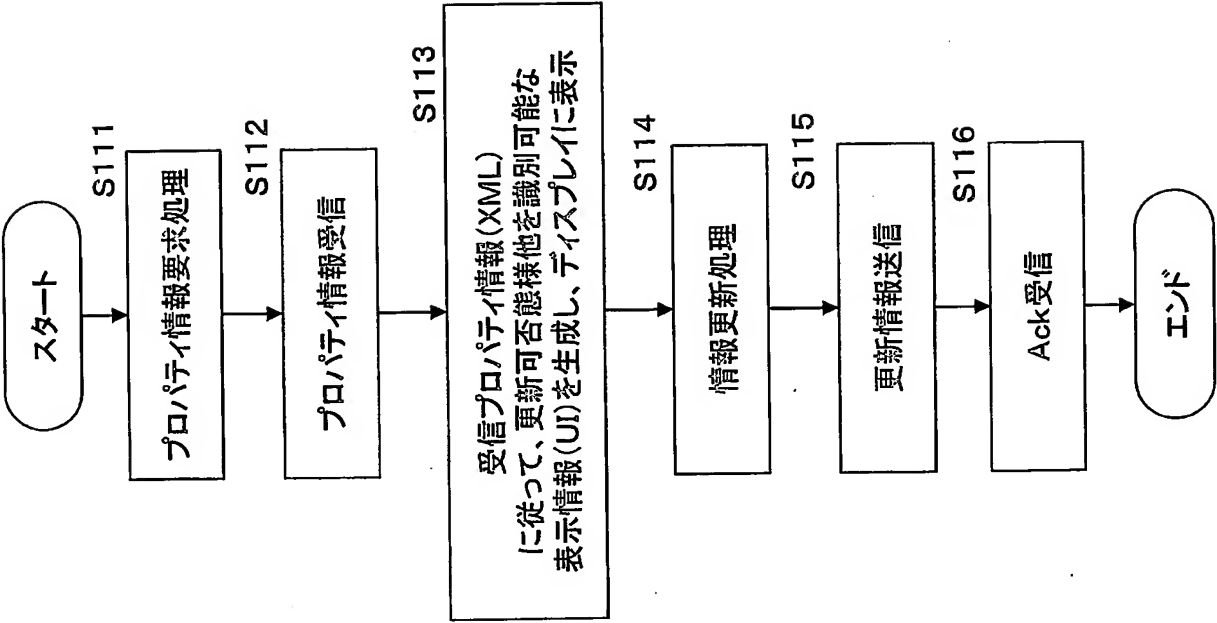 スタート
S111
プロパティ情報要求処理
S112
プロパティ情報受信
S113
受信プロパティ情報(XML)
に従って、更新可否態様他を識別可能な
表示情報(UI)を生成し、ディスプレイに表示
S114
情報更新処理
S115
更新情報送信
S116
Ack受信
エンド